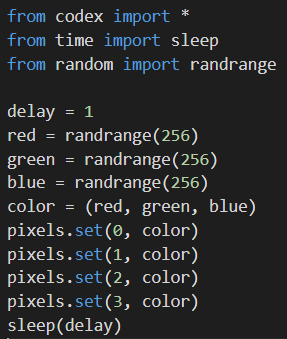 from codex import *
from time import sleep
from random import randrange

delay = 1
red = randrange(256)
green = randrange(256)
blue = randrange(256)
color = (red, green, blue)
pixels.set(0, color)
pixels.set(1, color)
pixels.set(2, color)
pixels.set(3, color)
sleep(delay)